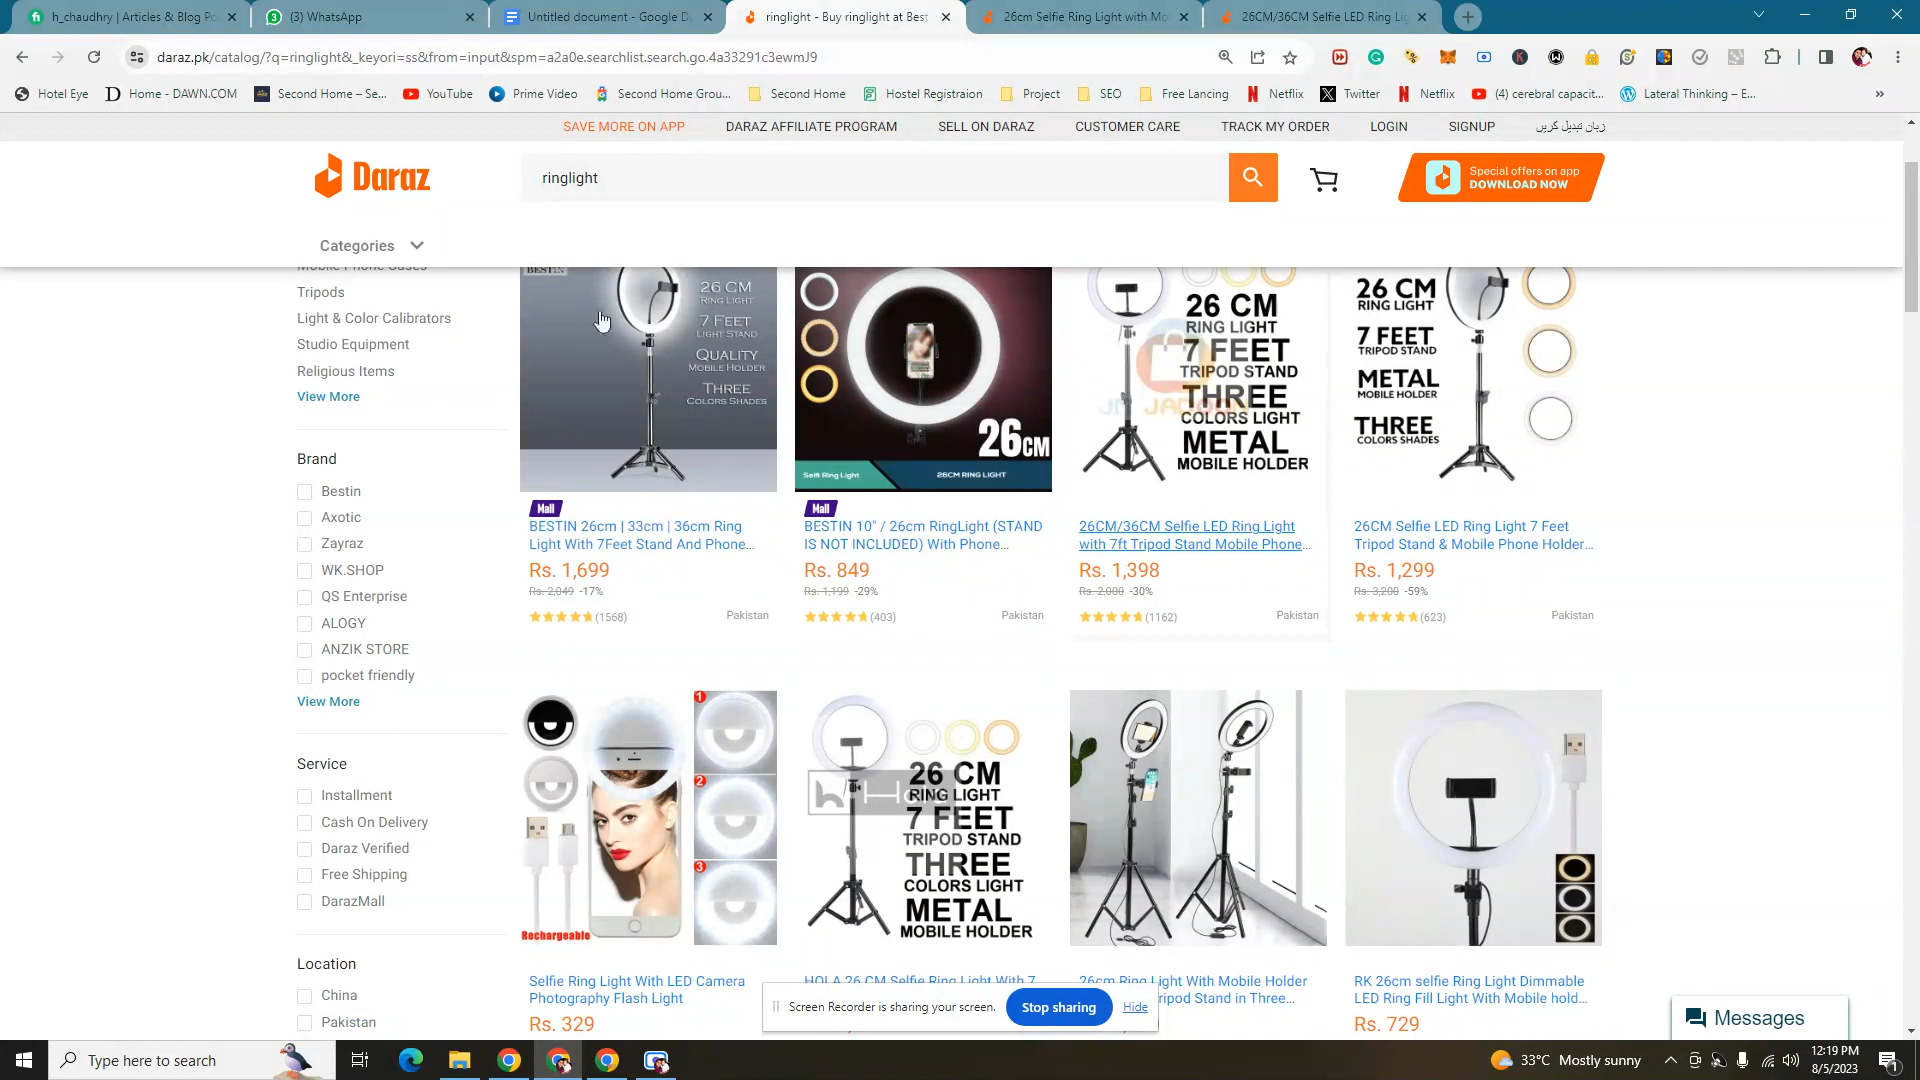 h_chaudhry | Articles & Blog Po
(3) WhatsApp
Untitled document - Google D
ringlight - Buy ringlight at Best
26cm Selfie Ring Light with Mo
26CM/36CM Selfie LED Ring Lig
daraz.pk/catalog/?q=ringlight&_keyori=ss&from=input&spm=a2a0e.searchlist.search.go.4a33291c3ewmJ9
Hotel Eye
Home - DAWN.COM
Second Home – Se...
YouTube
Prime Video
Second Home Grou...
Second Home
Hostel Registraion
Project
SEO
Free Lancing
Netflix
Twitter
Netflix
(4) cerebral capacit...
Lateral Thinking – E...
SAVE MORE ON APP
DARAZ AFFILIATE PROGRAM
SELL ON DARAZ
CUSTOMER CARE
TRACK MY ORDER
LOGIN
SIGNUP
زبان تبدیل کریں
Daraz
ringlight
Special offers on app
DOWNLOAD NOW
Categories
Mobile Phone Cases
Tripods
Light & Color Calibrators
Studio Equipment
Religious Items
View More
Brand
Bestin
Axotic
Zayraz
WK.SHOP
QS Enterprise
ALOGY
ANZIK STORE
pocket friendly
View More
Service
Installment
Cash On Delivery
Daraz Verified
Free Shipping
DarazMall
Location
China
Pakistan
BESTIN
26 CM
RING LIGHT
7 FEET
LIGHT STAND
QUALITY
MOBILE HOLDER
THREE
COLORS SHADES
Mall
BESTIN 26cm | 33cm | 36cm Ring
Light With 7Feet Stand And Phone...
Rs. 1,699
Rs. 2,049 -17%
(1568)
Pakistan
26CM
Selfi Ring Light
26CM RING LIGHT
Mall
BESTIN 10" / 26cm RingLight (STAND
IS NOT INCLUDED) With Phone...
Rs. 849
Rs. 1,199 -29%
(403)
Pakistan
26 CM
RING LIGHT
7 FEET
TRIPOD STAND
THREE
COLORS LIGHT
METAL
MOBILE HOLDER
26CM/36CM Selfie LED Ring Light
with 7ft Tripod Stand Mobile Phone...
Rs. 1,398
Rs. 2,000 -30%
(1162)
Pakistan
26 CM
RING LIGHT
7 FEET
TRIPOD STAND
METAL
MOBILE HOLDER
THREE
COLORS SHADES
26CM Selfie LED Ring Light 7 Feet
Tripod Stand & Mobile Phone Holder...
Rs. 1,299
Rs. 3,200 -59%
(623)
Pakistan
1
2
3
Rechargeable
Selfie Ring Light With LED Camera
Photography Flash Light
Rs. 329
26 CM
RING LIGHT
7 FEET
TRIPOD STAND
THREE
COLORS LIGHT
METAL
MOBILE HOLDER
HOLA 26 CM Selfie Ring Light With 7
26cm Ring Light With Mobile Holder
ripod Stand in Three...
RK 26cm selfie Ring Light Dimmable
LED Ring Fill Light With Mobile hold...
Rs. 729
Screen Recorder is sharing your screen.
Stop sharing
Hide
Messages
Type here to search
33°C Mostly sunny
12:19 PM
8/5/2023
1